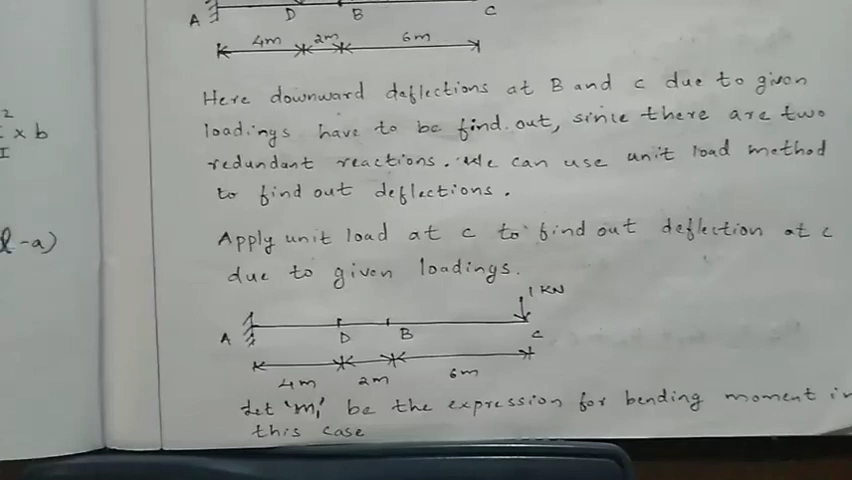 A D B C
4m 2m 6m
2
x b
I
Here downward deflections at B and c due to given
loadings have to be find out, since there are two
redundant reactions. We can use unit load method
to find out deflections.
l-a)
Apply unit load at c to find out deflection at c
due to given loadings.
1 KN
A D B C
4m 2m 6m
Let 'm1' be the expression for bending moment in
this case